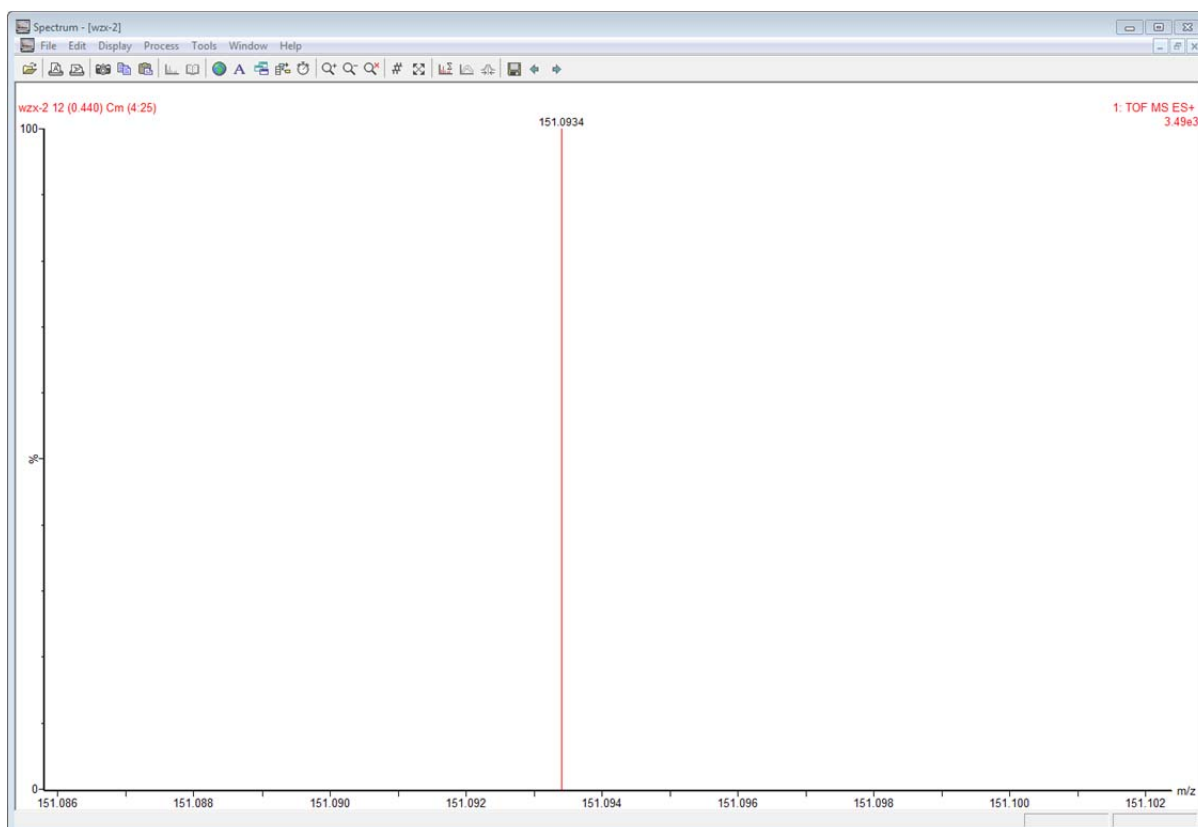 Spectrum - [wzx-2]
File Edit Display Process Tools Window Help
wzx-2 12 (0.440) Cm (4:25)
1: TOF MS ES+
3.49e3
151.0934
100
%
0
151.086 151.088 151.090 151.092 151.094 151.096 151.098 151.100 151.102
m/z